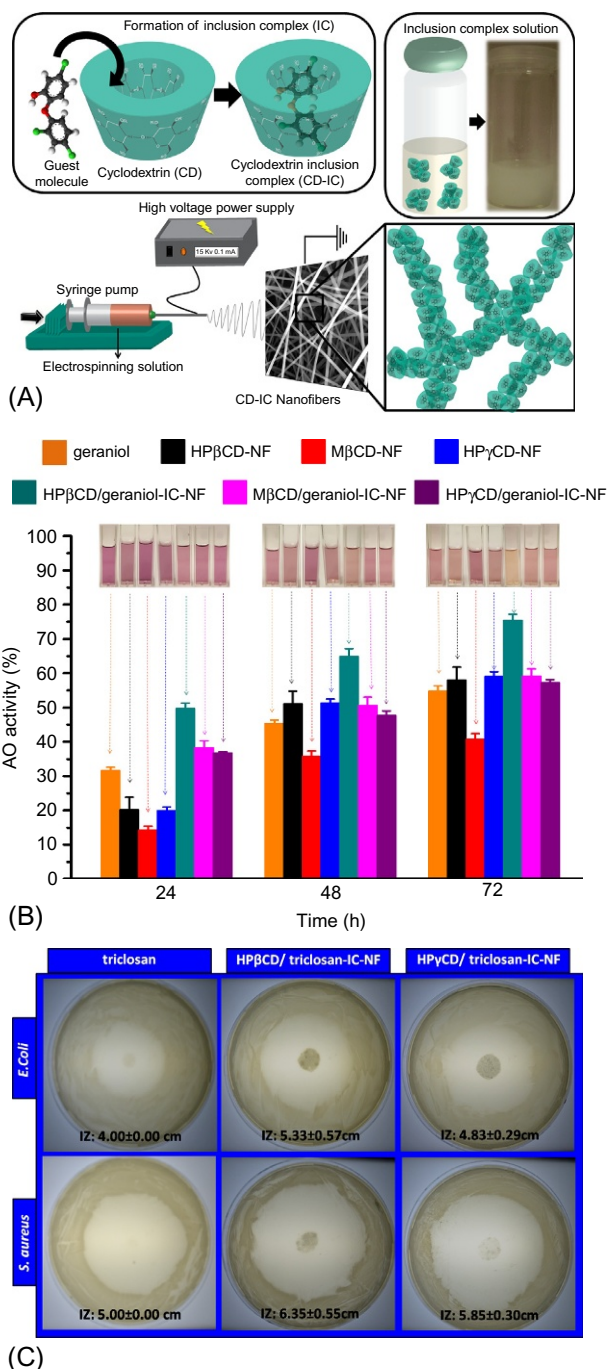 Formation of inclusion complex (IC)
Inclusion complex solution
Guest
molecule
Cyclodextrin (CD)
Cyclodextrin inclusion
complex (CD-IC)
High voltage power supply
15 Kv 0.1 mA
Syringe pump
Electrospinning solution
CD-IC Nanofibers
(A)
geraniol
HPβCD-NF
MβCD-NF
HPγCD-NF
HPβCD/geraniol-IC-NF
MβCD/geraniol-IC-NF
HPγCD/geraniol-IC-NF
AO activity (%)
100
90
80
70
60
50
40
30
20
10
0
24
48
72
Time (h)
(B)
triclosan
HPβCD/ triclosan-IC-NF
HPγCD/ triclosan-IC-NF
E.Coli
IZ: 4.00±0.00 cm
IZ: 5.33±0.57cm
IZ: 4.83±0.29cm
S. aureus
IZ: 5.00±0.00 cm
IZ: 6.35±0.55cm
IZ: 5.85±0.30cm
(C)